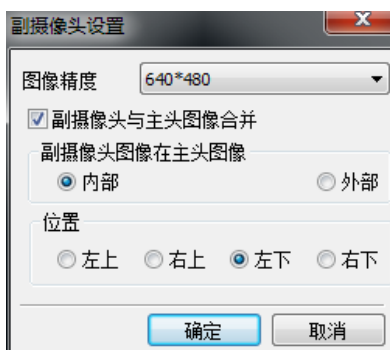 副摄像头设置
图像精度 640*480
副摄像头与主头图像合并
副摄像头图像在主头图像
内部 外部
位置
左上 右上 左下 右下
确定 取消